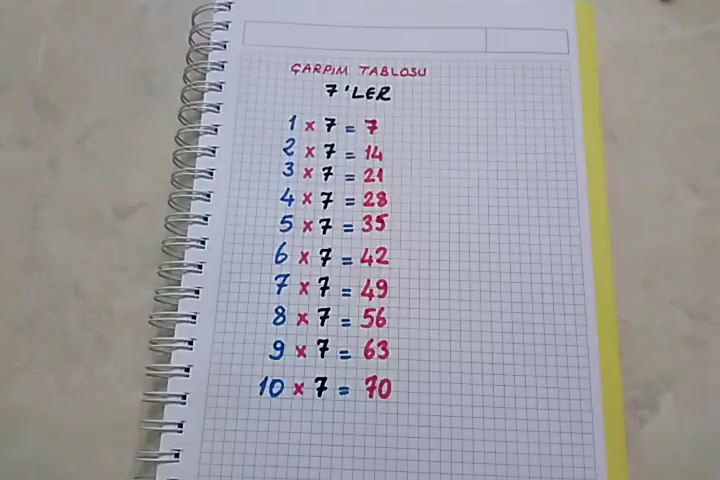 ÇARPIM TABLOSU
7'LER
1 x 7 = 7
2 x 7 = 14
3 x 7 = 21
4 x 7 = 28
5 x 7 = 35
6 x 7 = 42
7 x 7 = 49
8 x 7 = 56
9 x 7 = 63
10 x 7 = 70